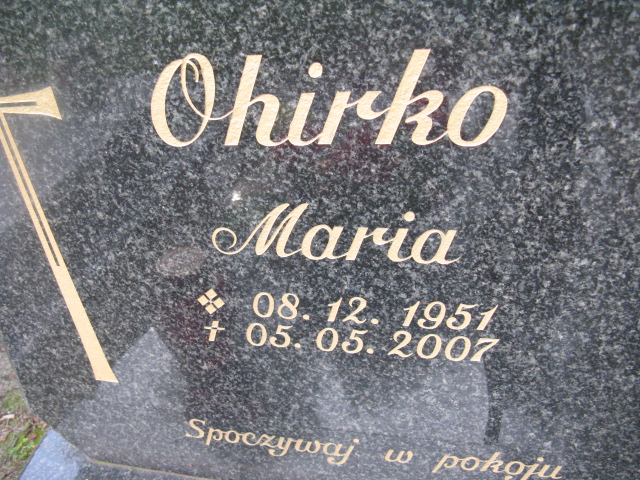 Ohirko
Maria
08. 12. 1951
✝ 05. 05. 2007
Spoczywaj w pokoju